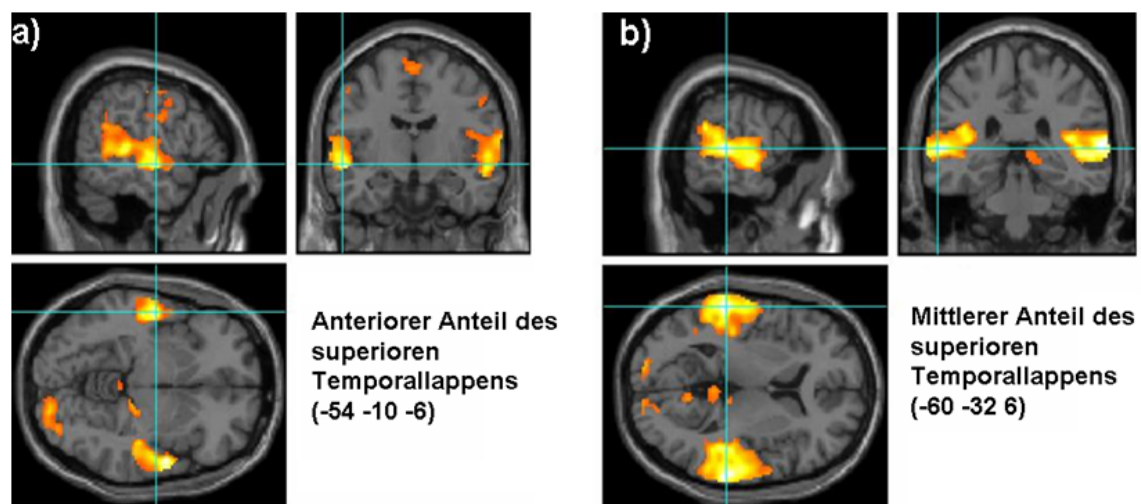 a)
Anteriorer Anteil des
superioren
Temporallappens
(-54 -10 -6)
b)
Mittlerer Anteil des
superioren
Temporallappens
(-60 -32 6)